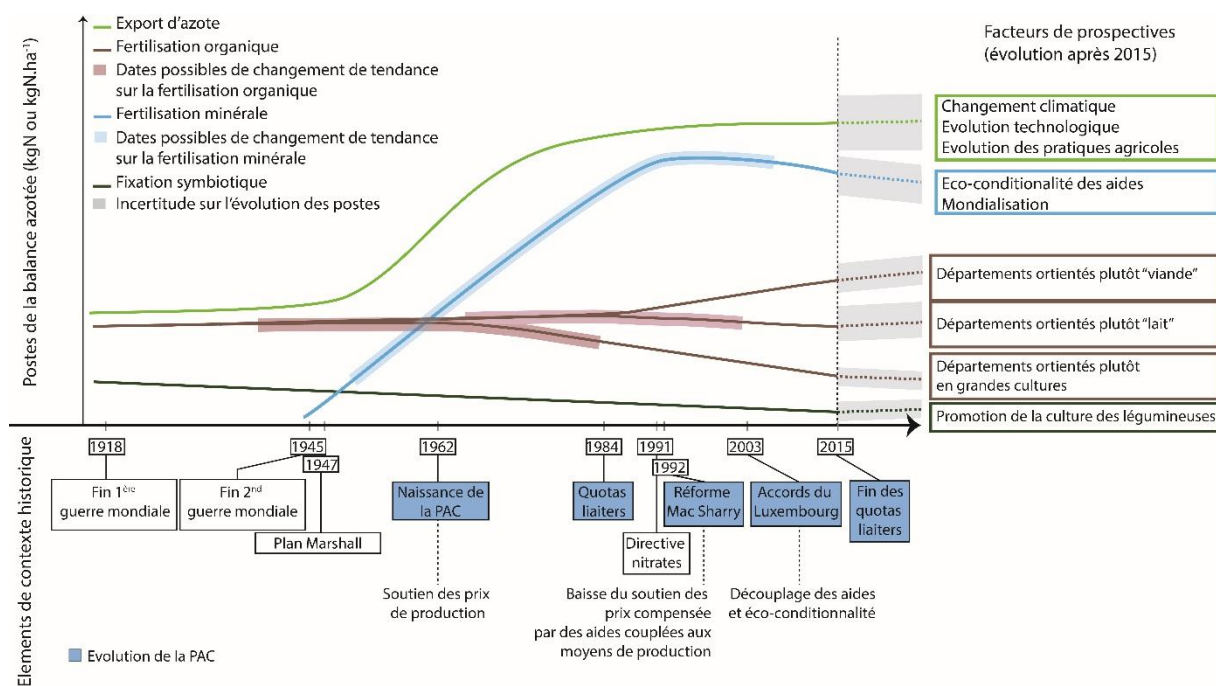 Postes de la balance azotée (kgN ou kgN.ha⁻¹)
Export d'azote
Fertilisation organique
Dates possibles de changement de tendance
sur la fertilisation organique
Fertilisation minérale
Dates possibles de changement de tendance
sur la fertilisation minérale
Fixation symbiotique
Incertitude sur l'évolution des postes
Facteurs de prospectives
(évolution après 2015)
Changement climatique
Evolution technologique
Evolution des pratiques agricoles
Eco-conditionalité des aides
Mondialisation
Départements ortientés plutôt "viande"
Départements ortientés plutôt "lait"
Départements ortientés plutôt
en grandes cultures
Promotion de la culture des légumineuses
Elements de contexte historique
1918
1945
1947
1962
1984
1991
1992
2003
2015
Fin 1ère
guerre mondiale
Fin 2nd
guerre mondiale
Plan Marshall
Naissance de
la PAC
Quotas
liaiters
Directive
nitrates
Réforme
Mac Sharry
Accords du
Luxembourg
Fin des
quotas
liaiters
Soutien des prix
de production
Baisse du soutien des
prix compensée
par des aides couplées aux
moyens de production
Découplage des aides
et éco-conditionnalité
Evolution de la PAC